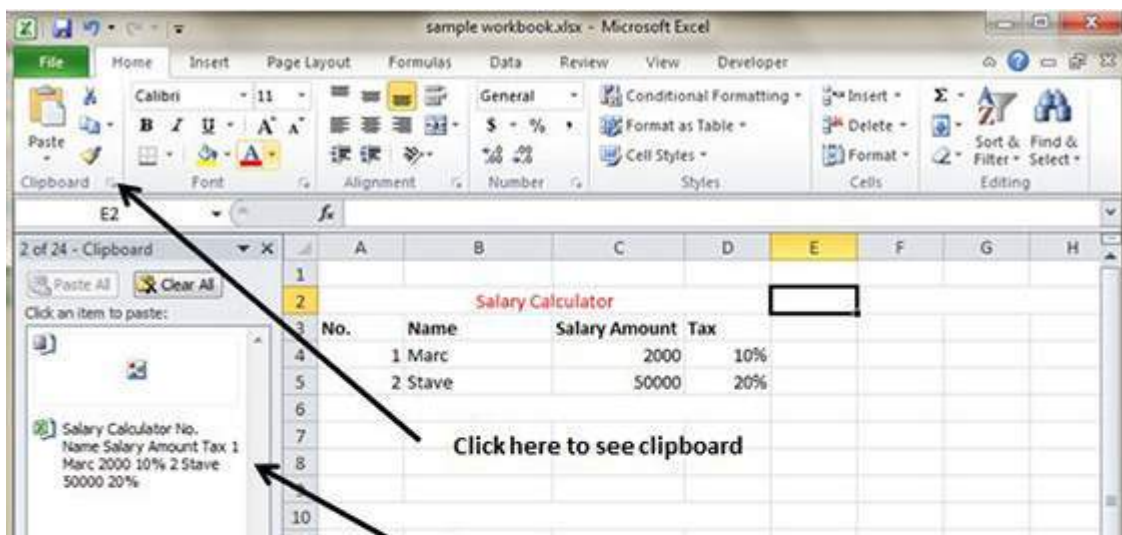 sample workbook.xlsx - Microsoft Excel
File Home Insert Page Layout Formulas Data Review View Developer
Calibri 11 General Conditional Formatting Insert Σ
Paste B I U A A A $ % , Format as Table Delete Sort & Filter Find & Select
Cell Styles Format
Clipboard Font Alignment Number Styles Cells Editing
E2 fx
2 of 24 - Clipboard A B C D E F G H
Paste All Clear All
Click an item to paste:
1
2 Salary Calculator
3 No. Name Salary Amount Tax
4 1 Marc 2000 10%
5 2 Stave 50000 20%
6
7
8
10
Salary Calculator No.
Name Salary Amount Tax 1
Marc 2000 10% 2 Stave
50000 20%
Click here to see clipboard